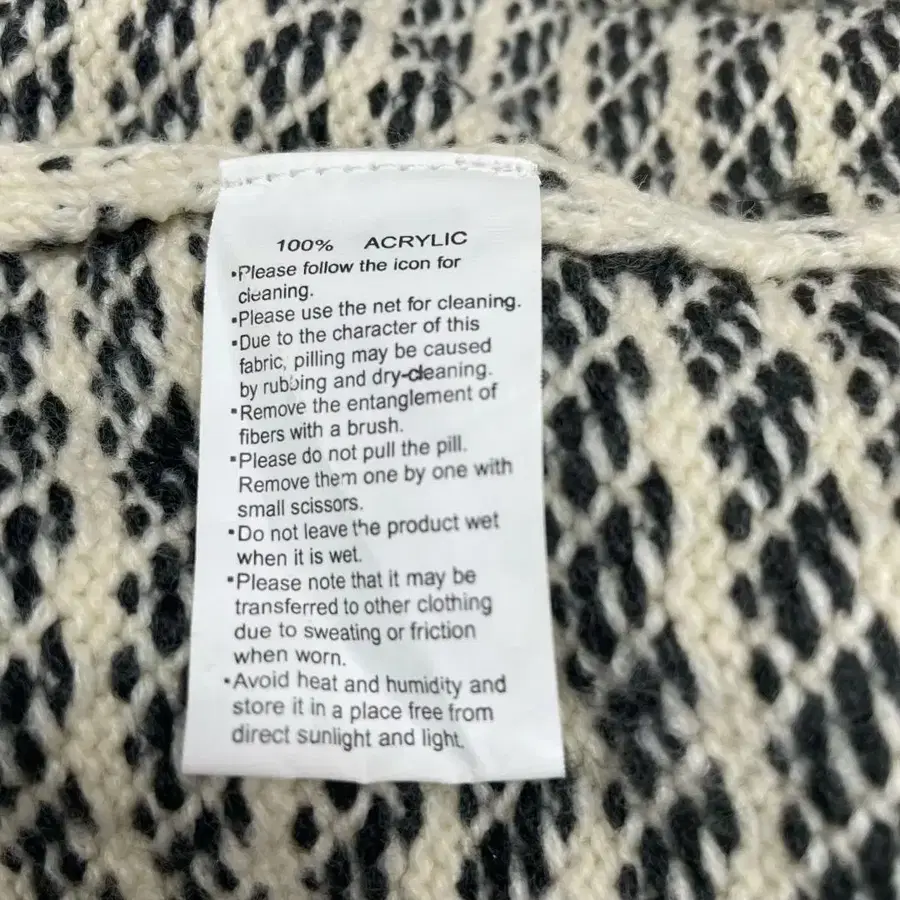 100% ACRYLIC
•Please follow the icon for
cleaning.
•Please use the net for cleaning.
•Due to the character of this
fabric, pilling may be caused
by rubbing and dry-cleaning.
•Remove the entanglement of
fibers with a brush.
•Please do not pull the pill.
Remove them one by one with
small scissors.
•Do not leave the product wet
when it is wet.
•Please note that it may be
transferred to other clothing
due to sweating or friction
when worn.
•Avoid heat and humidity and
store it in a place free from
direct sunlight and light.